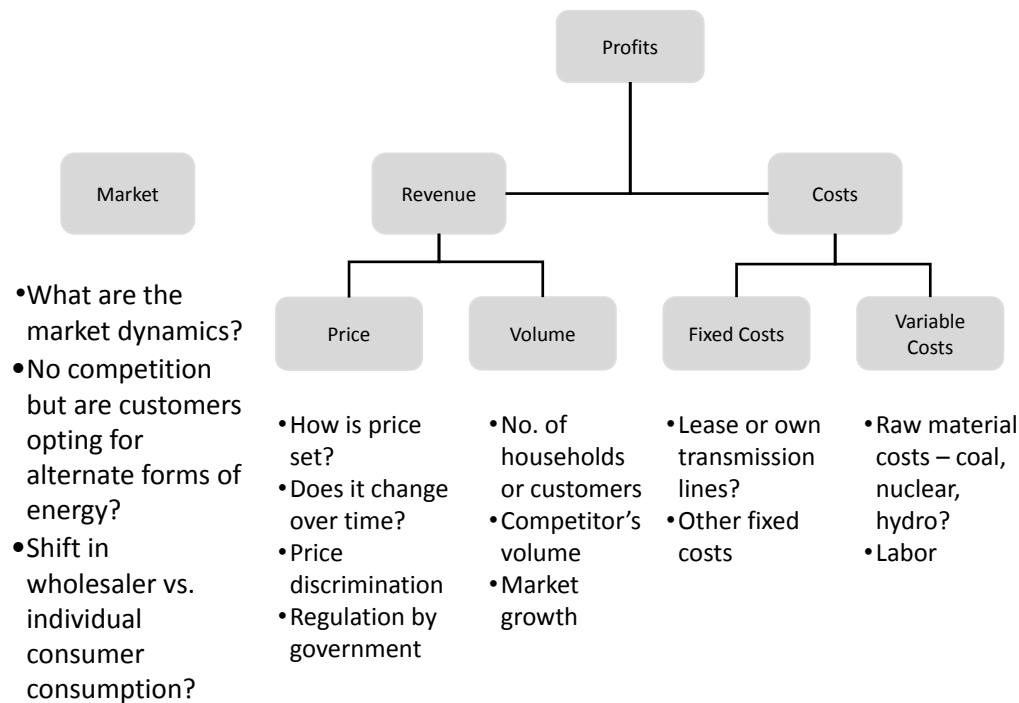 Profits
Market
Revenue
Costs
Price
Volume
Fixed Costs
Variable
Costs
•What are the
market dynamics?
•No competition
but are customers
opting for
alternate forms of
energy?
•Shift in
wholesaler vs.
individual
consumer
consumption?
•How is price
set?
•Does it change
over time?
•Price
discrimination
•Regulation by
government
•No. of
households
or customers
•Competitor’s
volume
•Market
growth
•Lease or own
transmission
lines?
•Other fixed
costs
•Raw material
costs – coal,
nuclear,
hydro?
•Labor